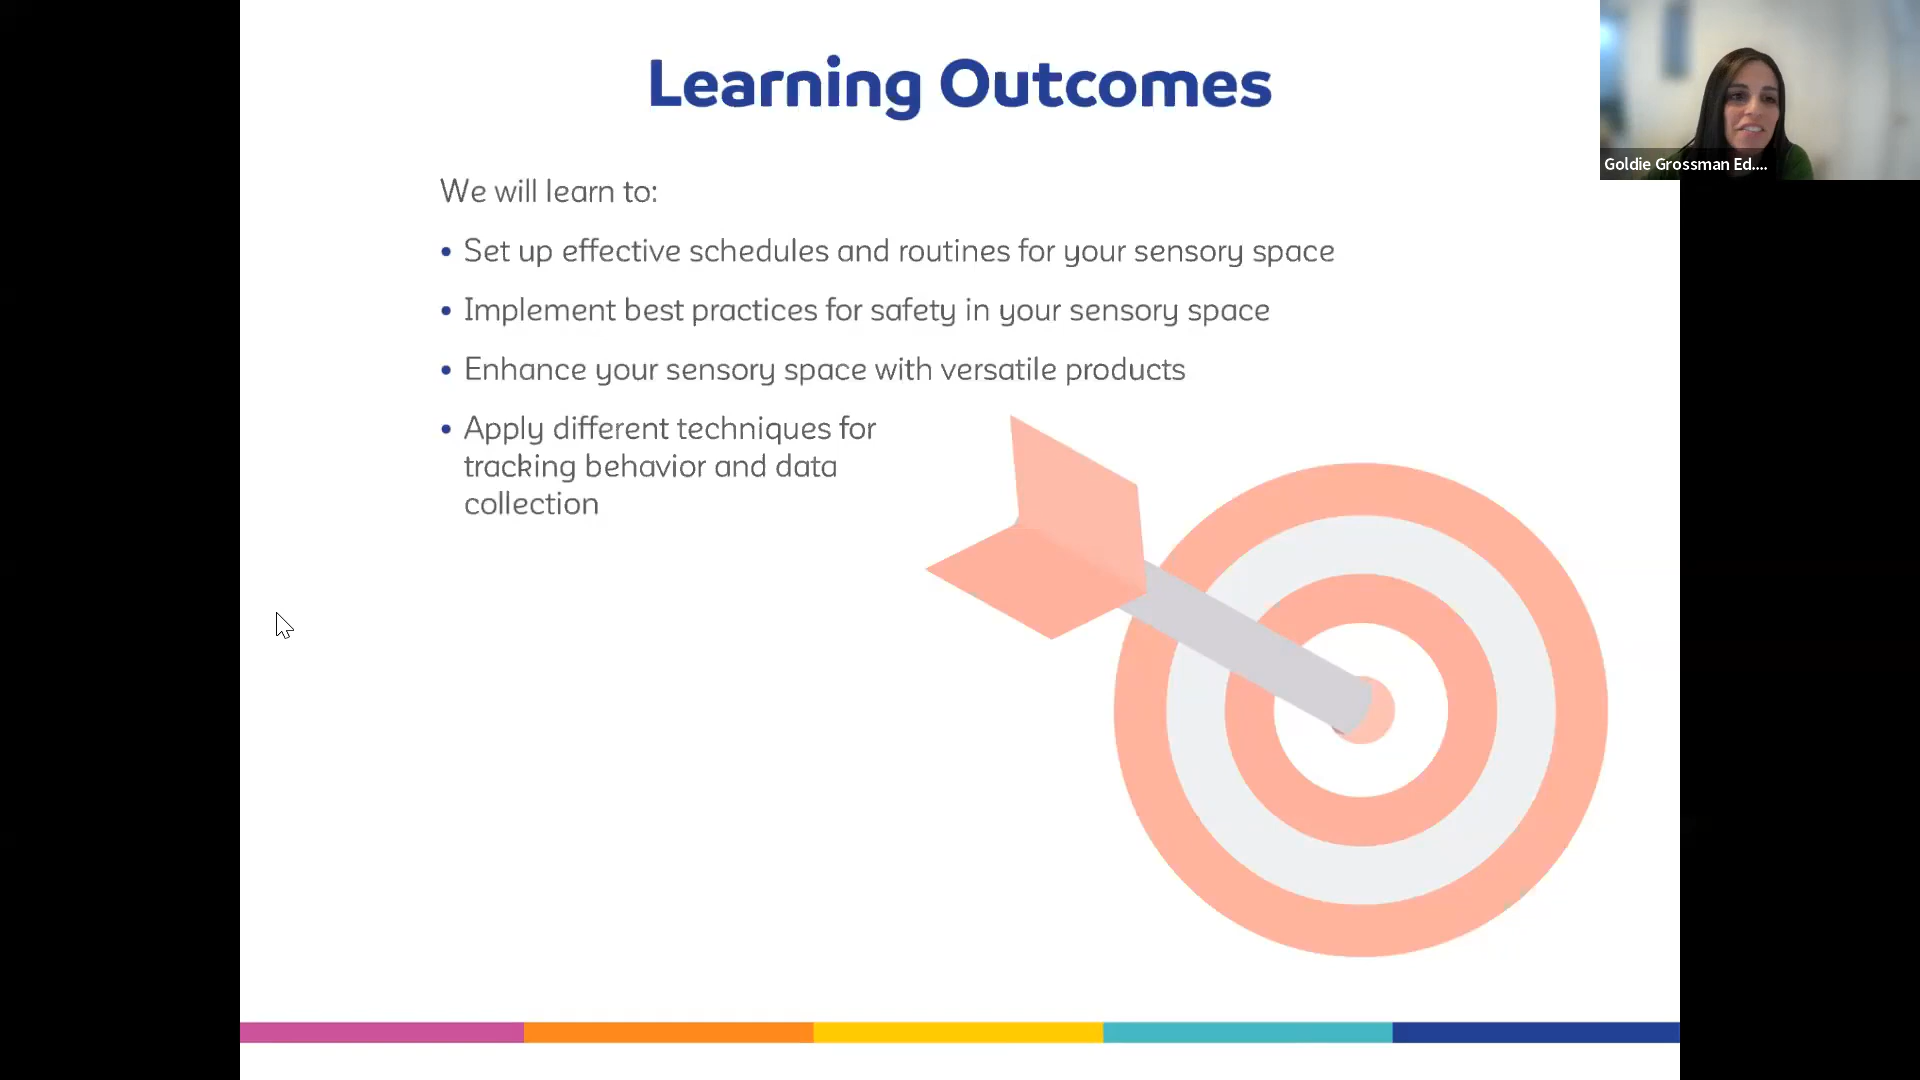 Learning Outcomes
Goldie Grossman Ed....
We will learn to:
• Set up effective schedules and routines for your sensory space
• Implement best practices for safety in your sensory space
• Enhance your sensory space with versatile products
• Apply different techniques for
tracking behavior and data
collection